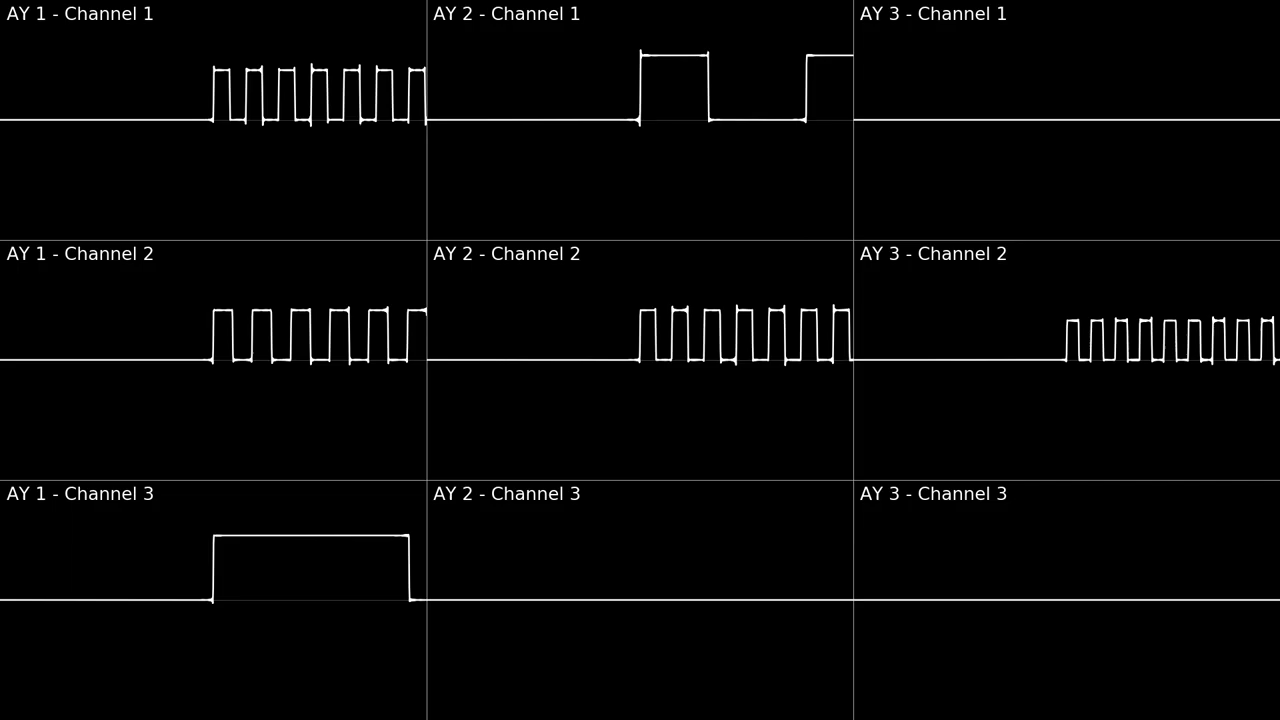 AY 1 - Channel 1
AY 2 - Channel 1
AY 3 - Channel 1
AY 1 - Channel 2
AY 2 - Channel 2
AY 3 - Channel 2
AY 1 - Channel 3
AY 2 - Channel 3
AY 3 - Channel 3